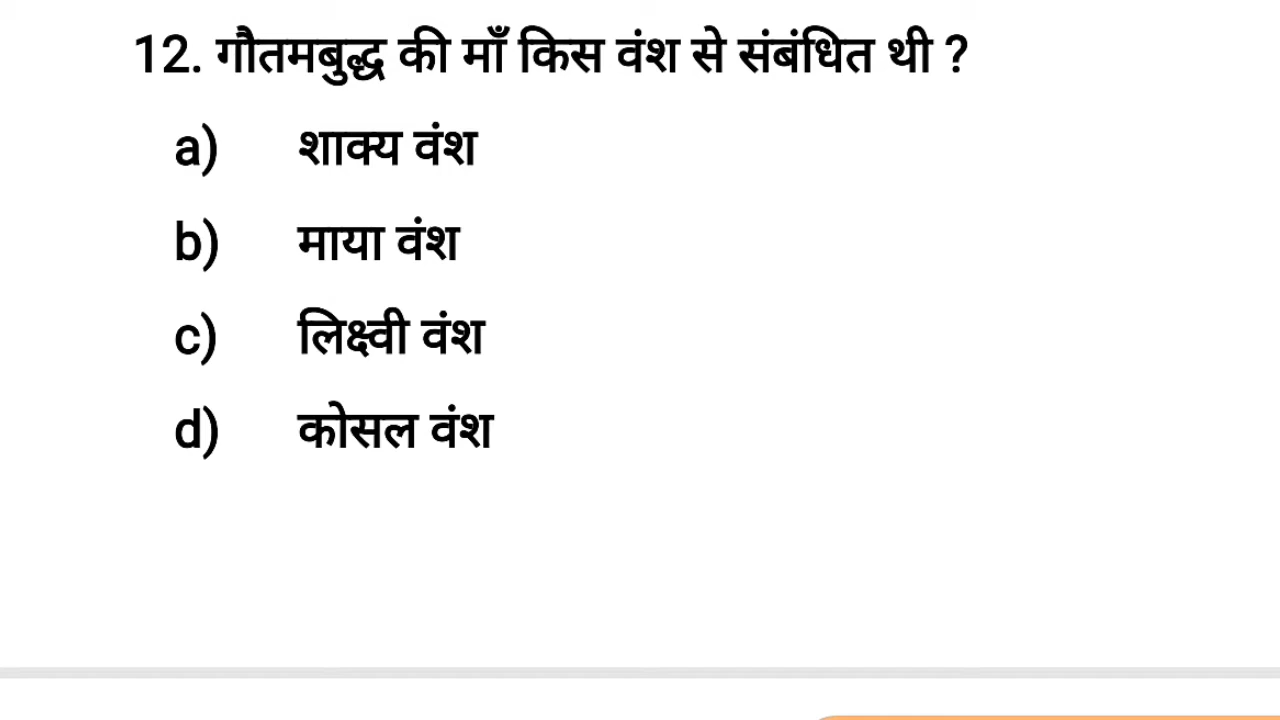 12. गौतमबुद्ध की माँ किस वंश से संबंधित थी ?
a) शाक्य वंश
b) माया वंश
c) लिक्ष्वी वंश
d) कोसल वंश